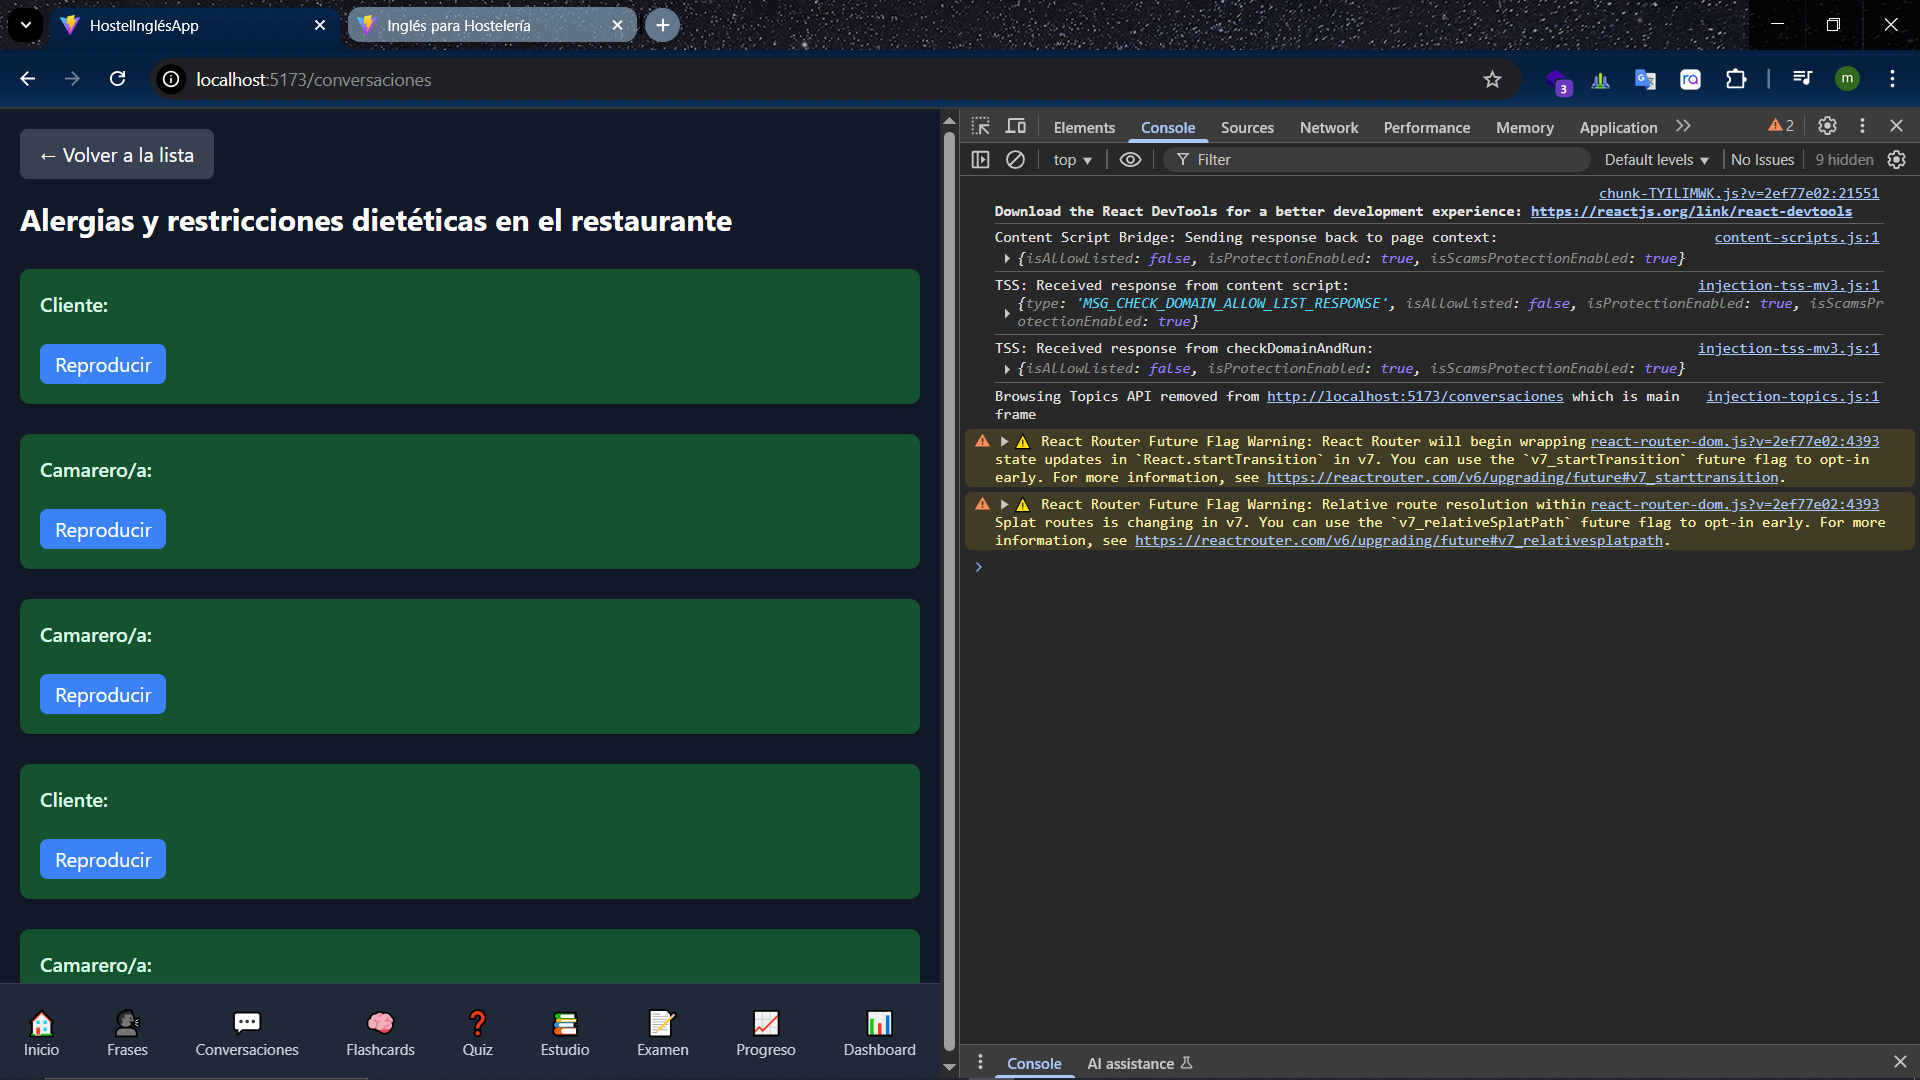 HostelInglésApp
Inglés para Hostelería
localhost:5173/conversaciones
3
m
← Volver a la lista
Alergias y restricciones dietéticas en el restaurante
Cliente:
Reproducir
Camarero/a:
Reproducir
Camarero/a:
Reproducir
Cliente:
Reproducir
Camarero/a:
Inicio
Frases
Conversaciones
Flashcards
Quiz
Estudio
Examen
Progreso
Dashboard
Elements Console Sources Network Performance Memory Application 2
top Filter Default levels No Issues 9 hidden
chunk-TYILIMWK.js?v=2ef77e02:21551
Download the React DevTools for a better development experience: https://reactjs.org/link/react-devtools
Content Script Bridge: Sending response back to page context: content-scripts.js:1
{isAllowListed: false, isProtectionEnabled: true, isScamsProtectionEnabled: true}
TSS: Received response from content script: injection-tss-mv3.js:1
{type: 'MSG_CHECK_DOMAIN_ALLOW_LIST_RESPONSE', isAllowListed: false, isProtectionEnabled: true, isScamsPr
otectionEnabled: true}
TSS: Received response from checkDomainAndRun: injection-tss-mv3.js:1
{isAllowListed: false, isProtectionEnabled: true, isScamsProtectionEnabled: true}
Browsing Topics API removed from http://localhost:5173/conversaciones which is main injection-topics.js:1
frame
React Router Future Flag Warning: React Router will begin wrapping react-router-dom.js?v=2ef77e02:4393
state updates in `React.startTransition` in v7. You can use the `v7_startTransition` future flag to opt-in
early. For more information, see https://reactrouter.com/v6/upgrading/future#v7_starttransition.
React Router Future Flag Warning: Relative route resolution within react-router-dom.js?v=2ef77e02:4393
Splat routes is changing in v7. You can use the `v7_relativeSplatPath` future flag to opt-in early. For more
information, see https://reactrouter.com/v6/upgrading/future#v7_relativesplatpath.
Console AI assistance